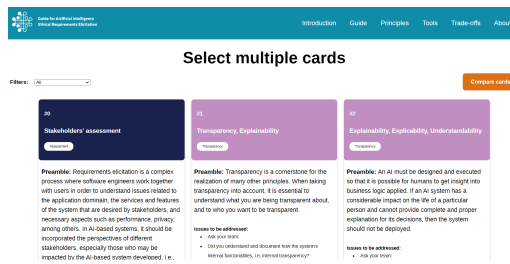 Guide for Artificial Intelligence
Ethical Requirements Elicitation
Introduction Guide Principles Tools Trade-offs About
Select multiple cards
Filters: All
Compare cards
#0
Stakeholders' assessment
Assessment
Preamble: Requirements elicitation is a complex
process where software engineers work together
with users in order to understand issues related to
the application domain, the services and features
of the system that are desired by stakeholders, and
necessary aspects such as performance, privacy,
among others. In AI-based systems, it should be
incorporated the perspectives of different
stakeholders, especially those who may be
impacted by the AI-based system developed, i.e.,
#1
Transparency, Explainability
Transparency
Preamble: Transparency is a cornerstone for the
realization of many other principles. When taking
transparency into account, it is essential to
understand what you are being transparent about,
and to who you want to be transparent.
Issues to be addressed:
Ask your team:
Did you understand and document how the system's
internal funcionalities, i.e, internal transparency?
#2
Explainability, Explicability, Understandability
Transparency
Preamble: An AI must be designed and executed
so that it is possible for humans to get insight into
business logic applied. If an AI system has a
considerable impact on the life of a particular
person and cannot provide complete and proper
explanation for its decisions, then the system
should not be deployed.
Issues to be addressed:
Ask your team: